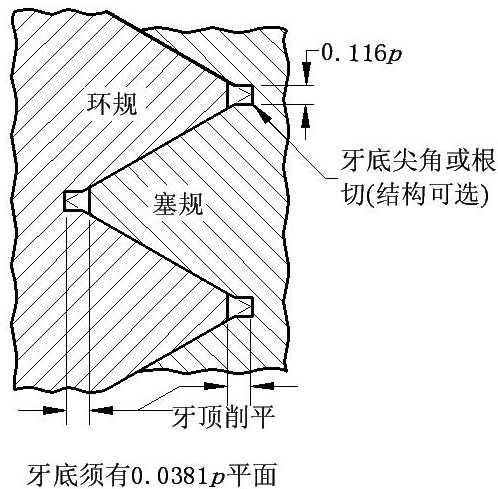 0.116p
环规
牙底尖角或根
切(结构可选)
塞规
牙顶削平
牙底须有0.0381p平面